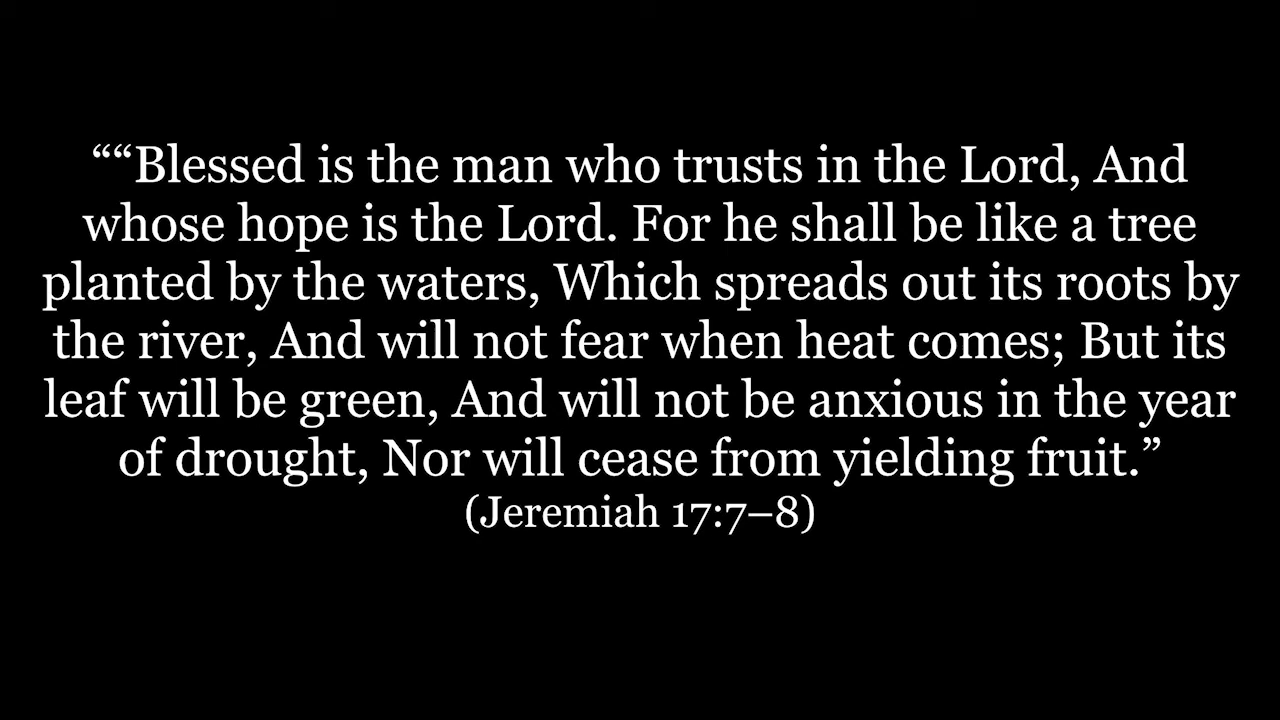 ““Blessed is the man who trusts in the Lord, And
whose hope is the Lord. For he shall be like a tree
planted by the waters, Which spreads out its roots by
the river, And will not fear when heat comes; But its
leaf will be green, And will not be anxious in the year
of drought, Nor will cease from yielding fruit.”
(Jeremiah 17:7–8)